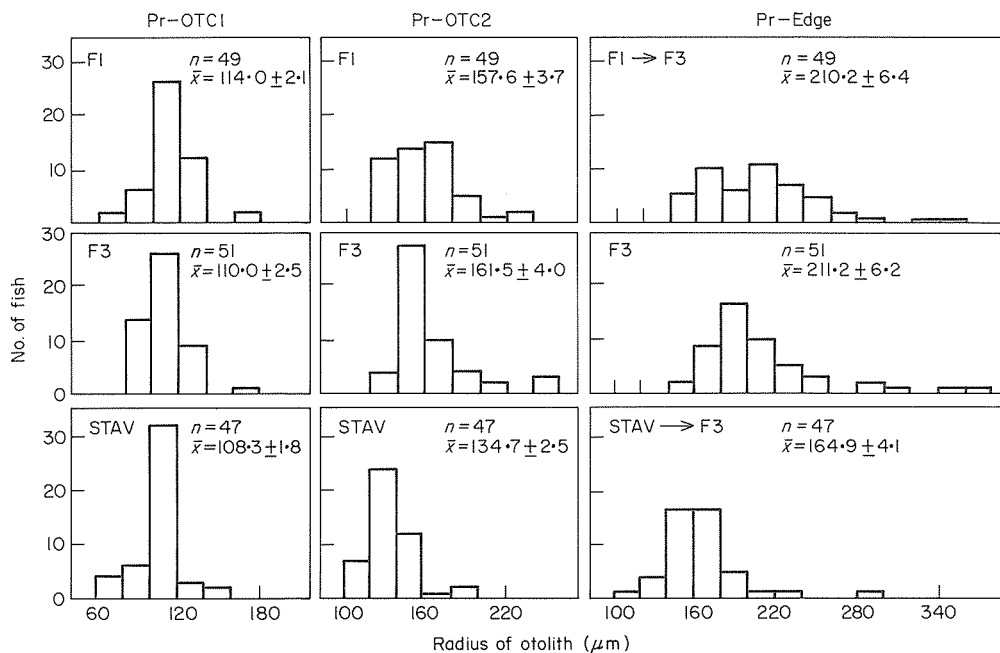 Pr-OTC1 Pr-OTC2 Pr-Edge
30
20
10
F1
n=49
x̄=114·0±2·1
F1
n=49
x̄=157·6±3·7
F1 → F3
n=49
x̄=210·2±6·4
No. of fish
30
20
10
0
F3
n=51
x̄=110·0±2·5
F3
n=51
x̄=161·5±4·0
n=51
x̄=211·2±6·2
30
20
10
0
STAV
n=47
x̄=108·3±1·8
STAV
n=47
x̄=134·7±2·5
STAV → F3
n=47
x̄=164·9±4·1
60 120 180 100 160 220 100 160 220 280 340
Radius of otolith (μm)